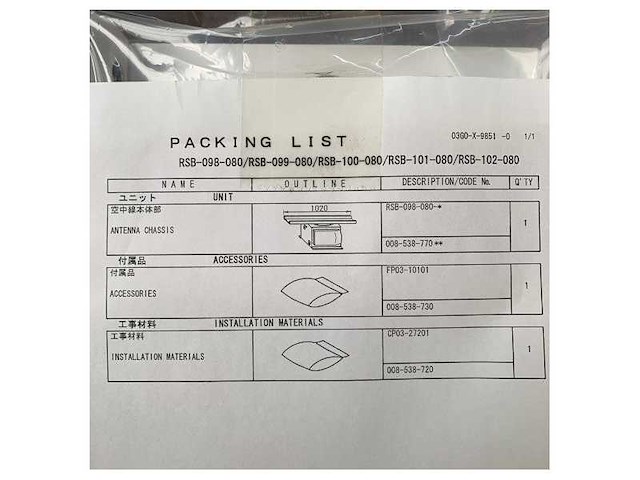 03GO-X-9851 -0 1/1
PACKING LIST
RSB-098-080/RSB-099-080/RSB-100-080/RSB-101-080/RSB-102-080
NAME OUTLINE DESCRIPTION/CODE No. Q'TY
ユニット UNIT
空中線本体部 1020 RSB-098-080-*
ANTENNA CHASSIS 1
008-538-770 **
付属品 ACCESSORIES
付属品 FP03-10101
ACCESSORIES 1
008-538-730
工事材料 INSTALLATION MATERIALS
工事材料 CP03-27201
INSTALLATION MATERIALS 1
008-538-720